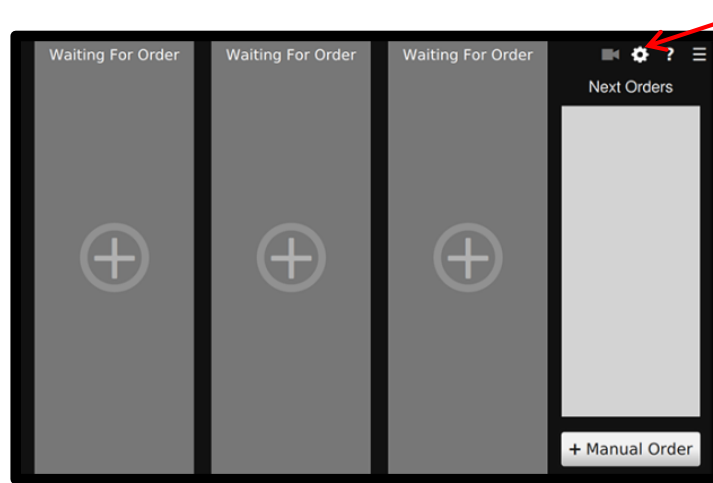 Waiting For Order
Waiting For Order
Waiting For Order
?
Next Orders
+ Manual Order